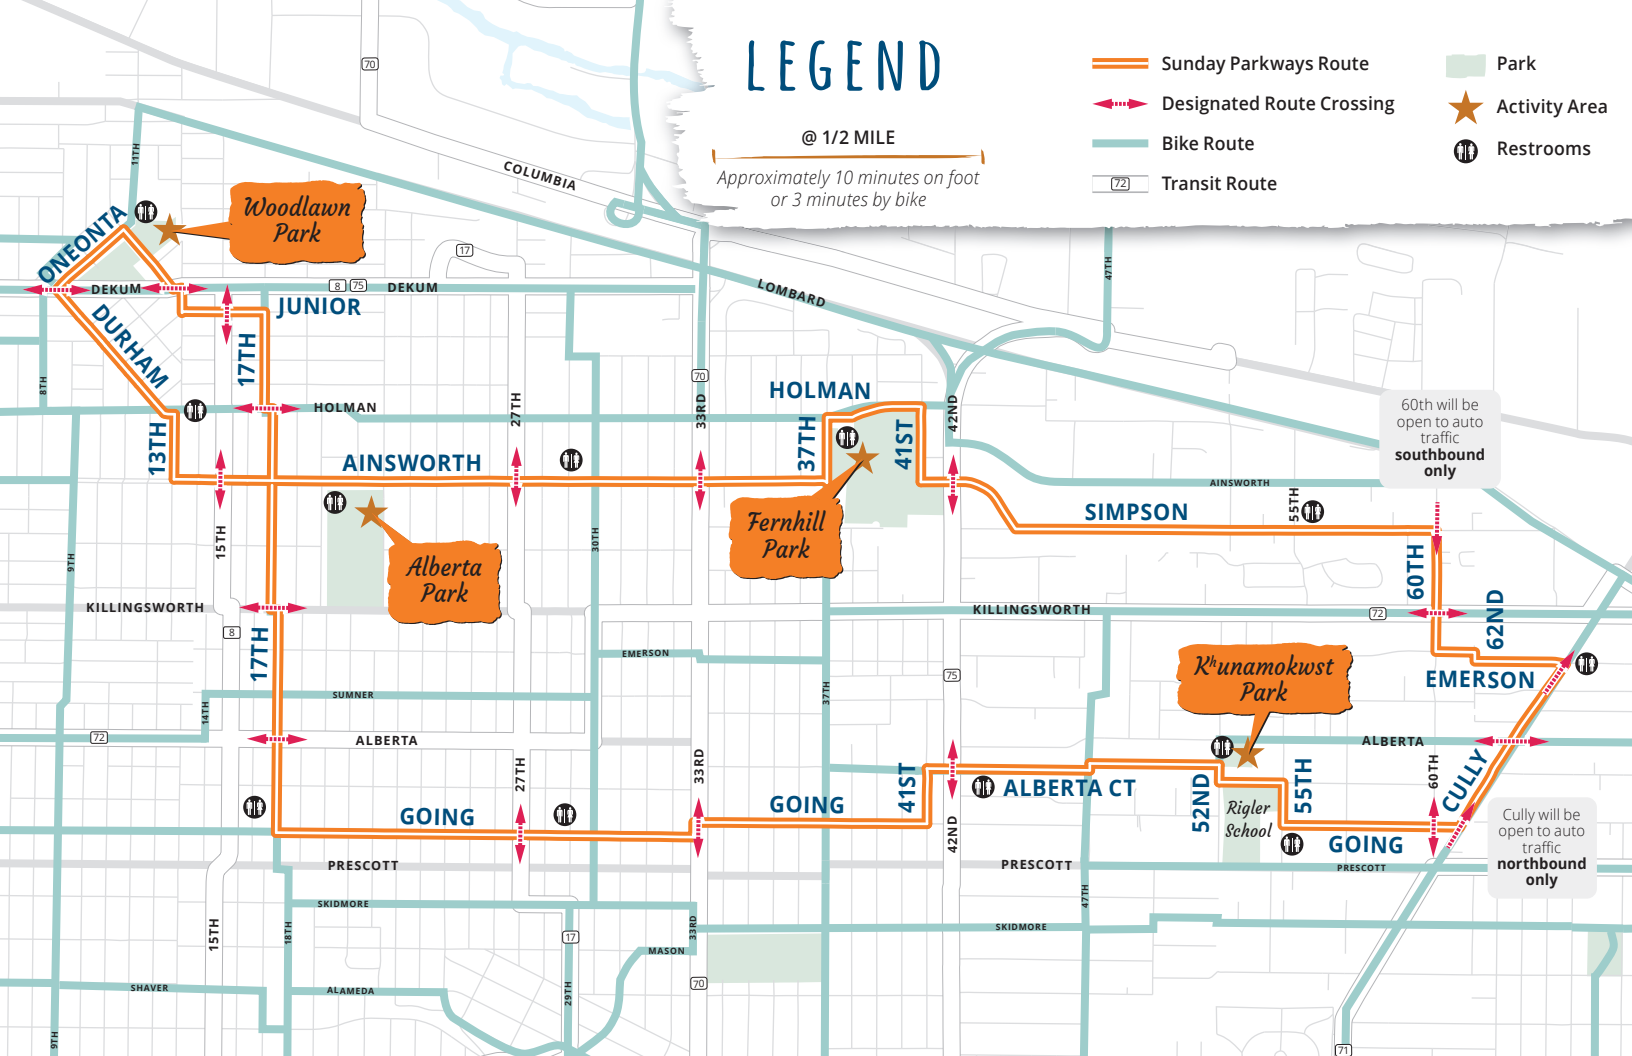 LEGEND
@ 1/2 MILE
Approximately 10 minutes on foot
or 3 minutes by bike
Sunday Parkways Route
Designated Route Crossing
Bike Route
72
Transit Route
Park
Activity Area
Restrooms
70
COLUMBIA
11TH
Woodlawn
Park
ONEONTA
17
47TH
DEKUM
8
75
DEKUM
LOMBARD
JUNIOR
DURHAM
17TH
8TH
70
HOLMAN
HOLMAN
27TH
33RD
42ND
60th will be
open to auto
traffic
southbound
only
13TH
37TH
41ST
AINSWORTH
AINSWORTH
55TH
SIMPSON
Fernhill
Park
15TH
30TH
9TH
Alberta
Park
60TH
KILLINGSWORTH
KILLINGSWORTH
72
62ND
8
17TH
EMERSON
Khunamokwst
Park
EMERSON
75
37TH
SUMNER
14TH
72
ALBERTA
ALBERTA
33RD
27TH
60TH
41ST
ALBERTA CT
52ND
55TH
CULLY
Rigler
School
GOING
GOING
GOING
42ND
Cully will be
open to auto
traffic
northbound
only
PRESCOTT
PRESCOTT
PRESCOTT
47TH
SKIDMORE
SKIDMORE
15TH
18TH
33RD
17
MASON
70
SHAVER
ALAMEDA
29TH
9TH
71